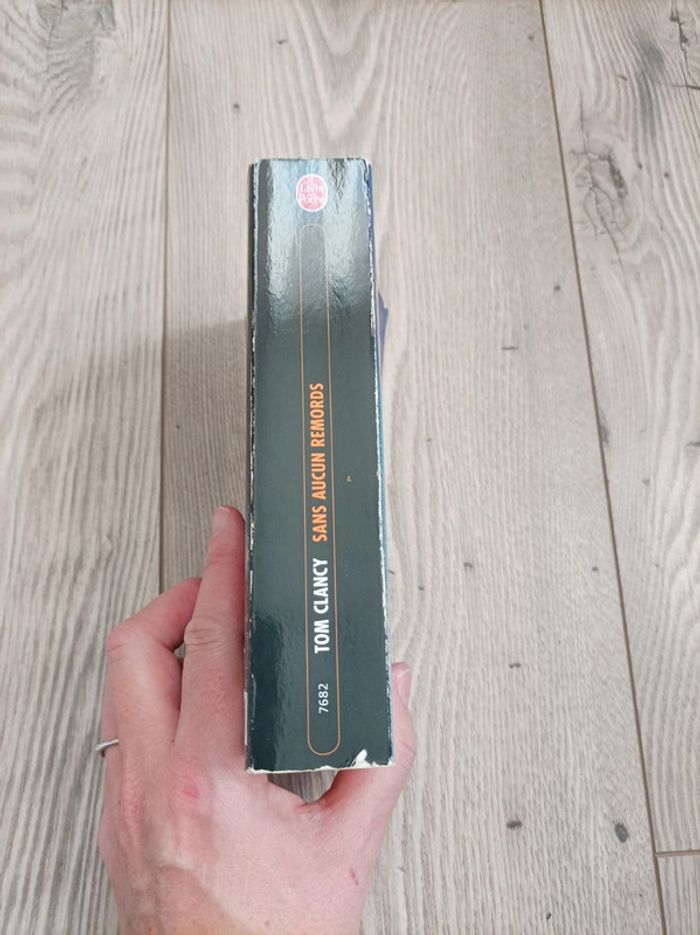 Le Livre
de Poche
7682 TOM CLANCY SANS AUCUN REMORDS